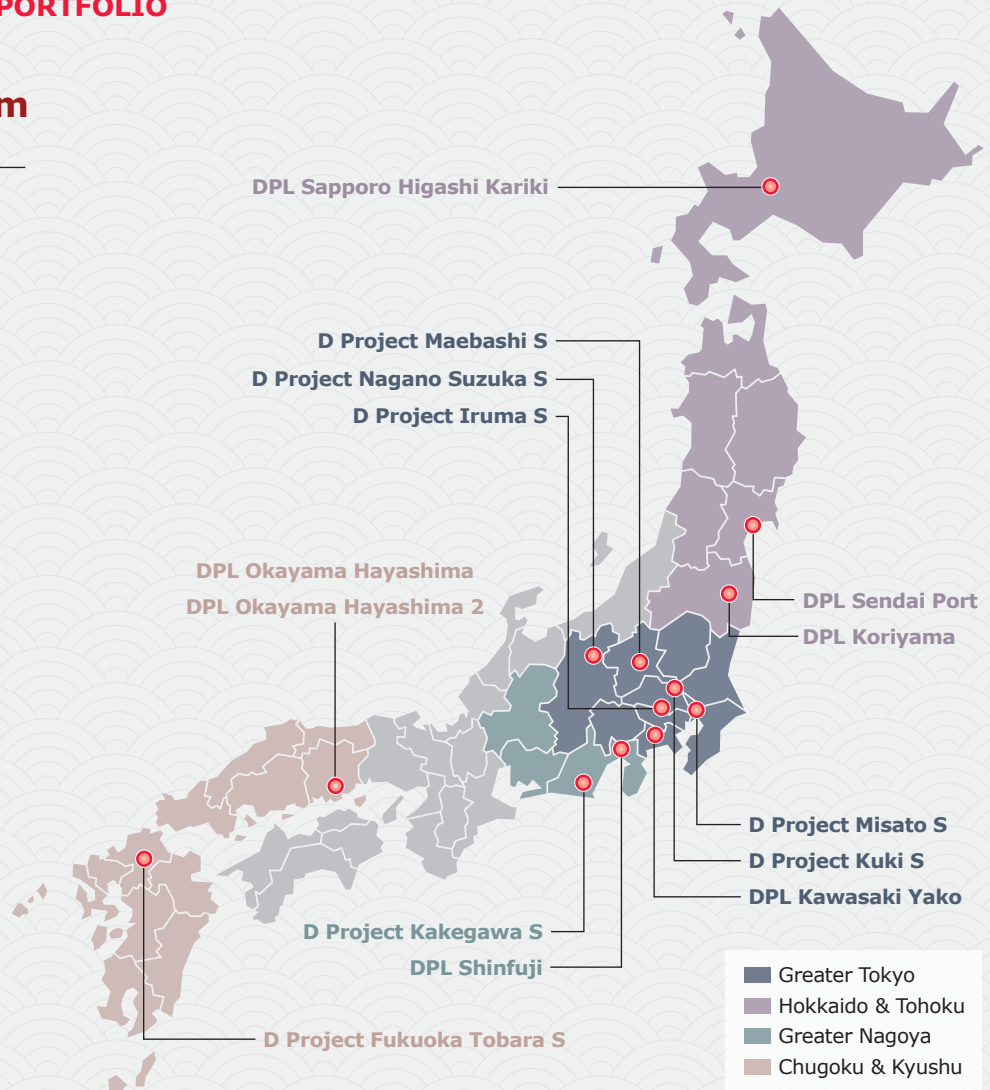 PORTFOLIO
m
DPL Sapporo Higashi Kariki
D Project Maebashi S
D Project Nagano Suzuka S
D Project Iruma S
DPL Okayama Hayashima
DPL Okayama Hayashima 2
DPL Sendai Port
DPL Koriyama
D Project Misato S
D Project Kuki S
DPL Kawasaki Yako
D Project Kakegawa S
DPL Shinfuji
D Project Fukuoka Tobara S
Greater Tokyo
Hokkaido & Tohoku
Greater Nagoya
Chugoku & Kyushu